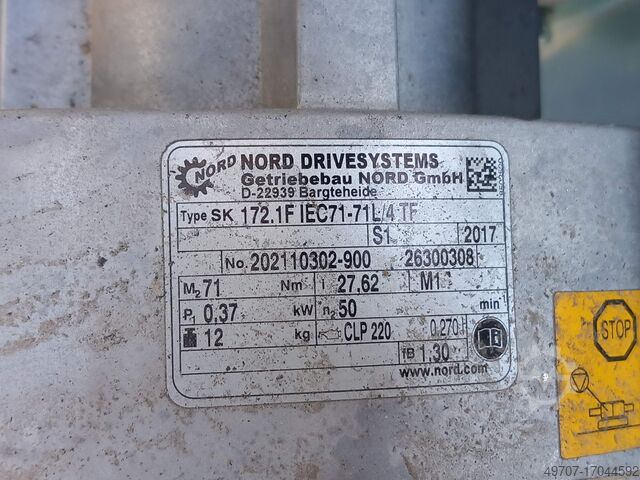 NORD NORD DRIVESYSTEMS
Getriebebau NORD GmbH
D-22939 Bargteheide
Type SK 172.1F IEC71-71L/4 TF
S1 2017
No. 202110302-900 26300308
M2 71 Nm i 27,62 M1
P1 0,37 kW n2 50 min-1
12 kg CLP 220 0,270 l
fB 1,30
www.nord.com
STOP
49707-17044592